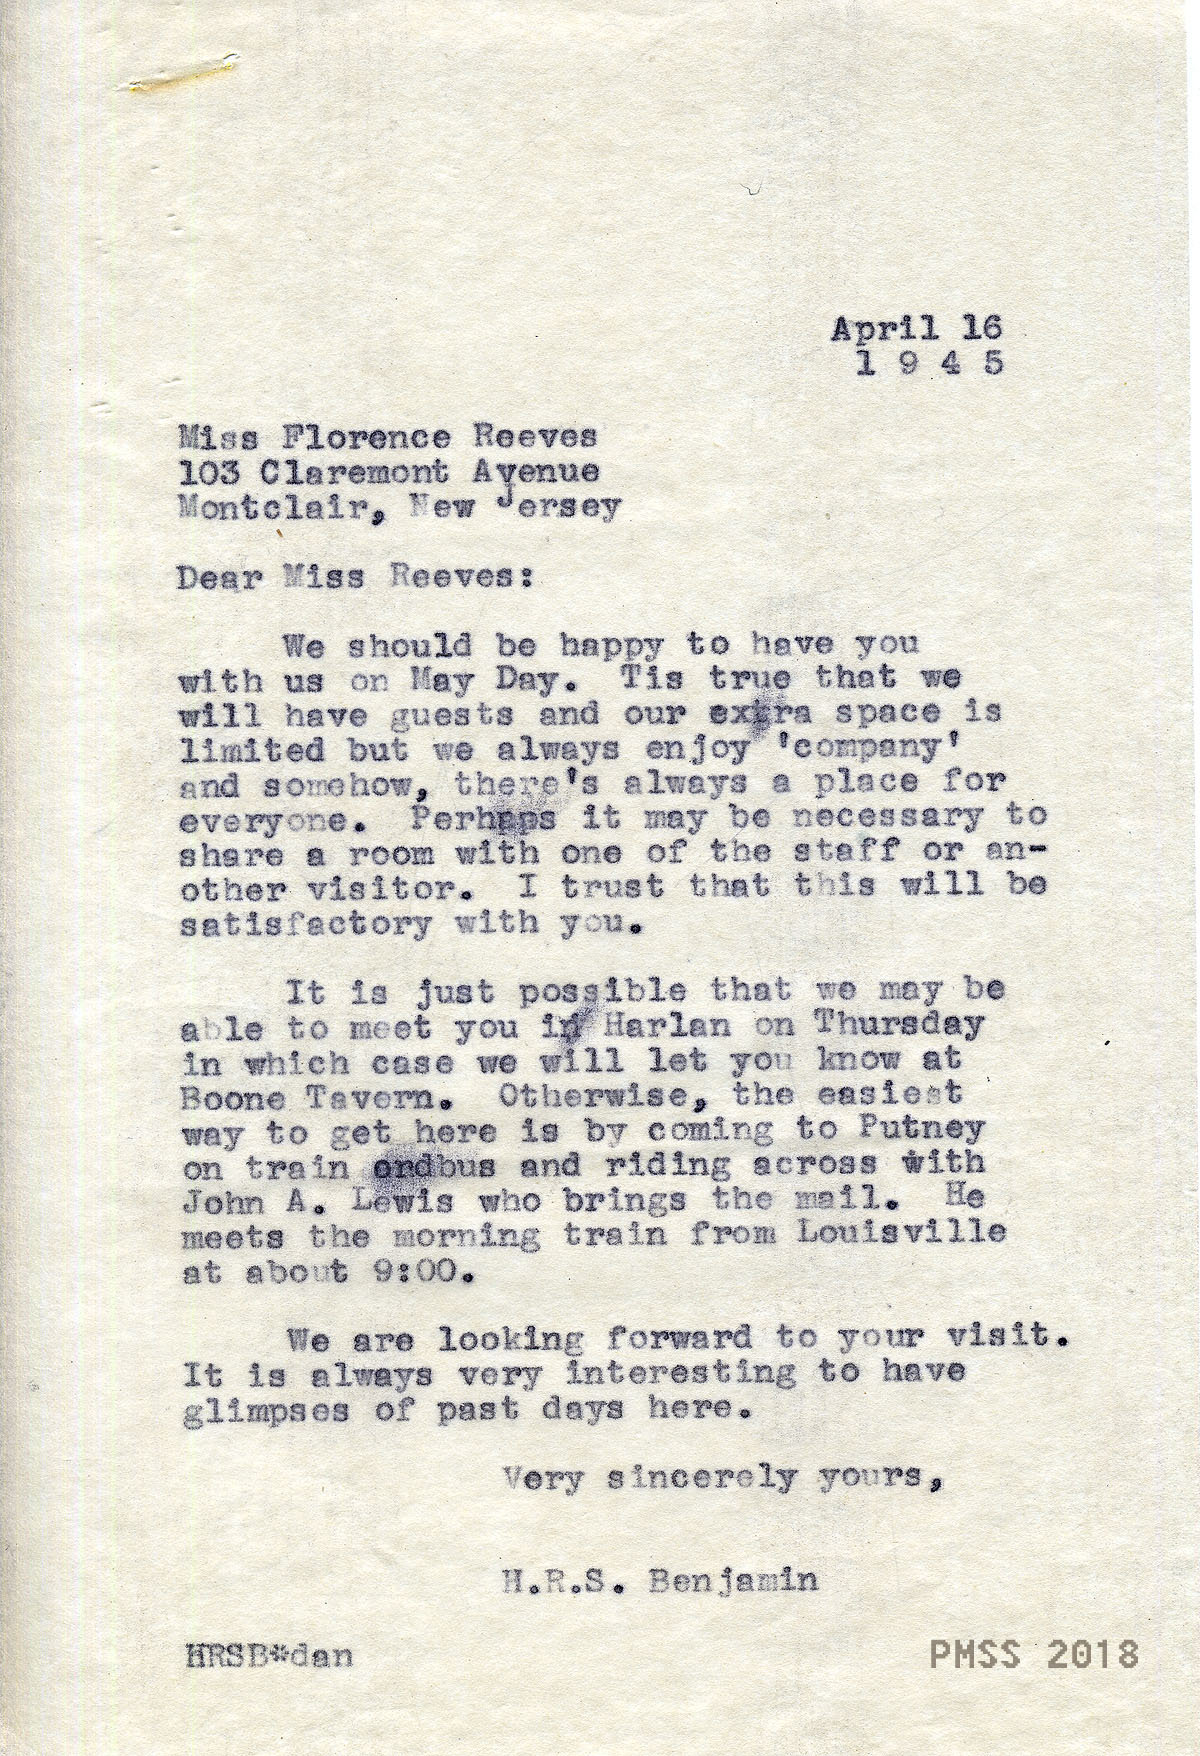 April 16
1 9 4 5
Miss Florence Reeves
103 Claremont Avenue
Montclair, New Jersey
Dear Miss Reeves:
We should be happy to have you
with us on May Day. Tis true that we
will have guests and our extra space is
limited but we always enjoy 'company'
and somehow, there's always a place for
everyone. Perhaps it may be necessary to
share a room with one of the staff or an-
other visitor. I trust that this will be
satisfactory with you.
It is just possible that we may be
able to meet you in Harlan on Thursday
in which case we will let you know at
Boone Tavern. Otherwise, the easiest
way to get here is by coming to Putney
on train ordbus and riding across with
John A. Lewis who brings the mail. He
meets the morning train from Louisville
at about 9:00.
We are looking forward to your visit.
It is always very interesting to have
glimpses of past days here.
Very sincerely yours,
H.R.S. Benjamin
HRSB*dan
PMSS 2018